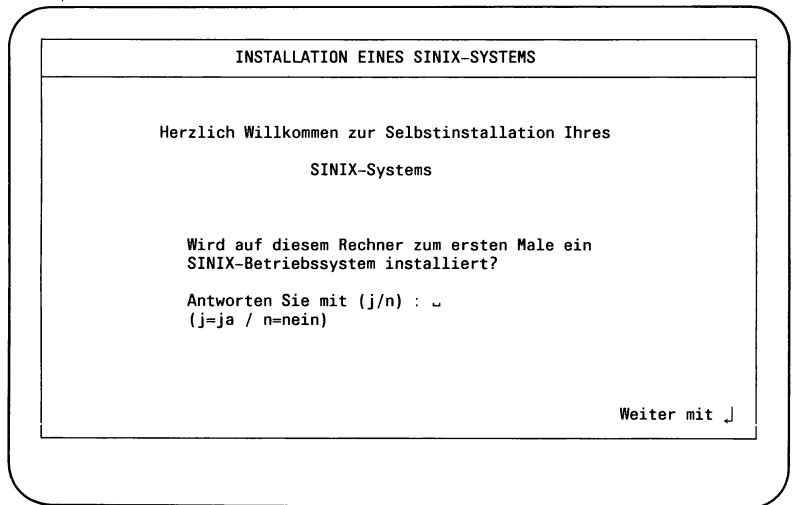 INSTALLATION EINES SINIX-SYSTEMS
Herzlich Willkommen zur Selbstinstallation Ihres
SINIX-Systems
Wird auf diesem Rechner zum ersten Male ein
SINIX-Betriebssystem installiert?
Antworten Sie mit (j/n) : ␣
(j=ja / n=nein)
Weiter mit ↲